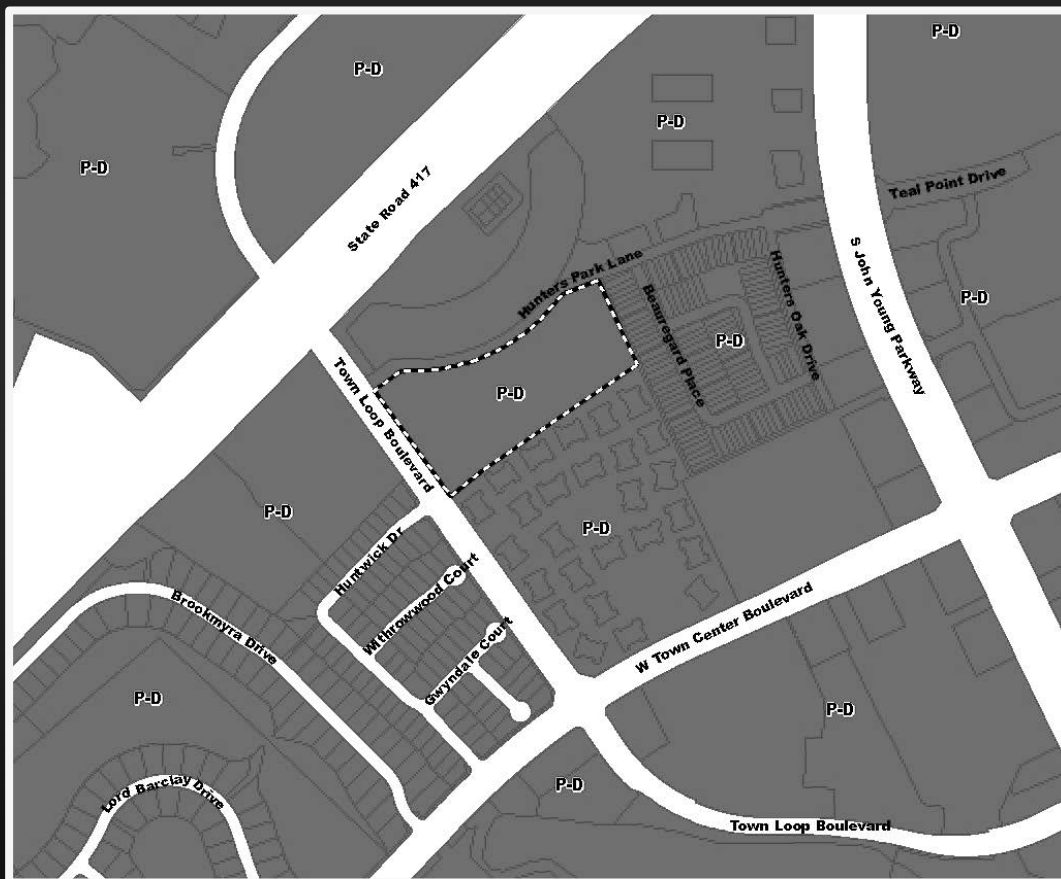 P-D
P-D
P-D
P-D
State Road 417
Teal Point Drive
Hunters Park Lane
Hunters Oak Drive
S John Young Parkway
Beauregard Place
P-D
P-D
P-D
Town Loop Boulevard
P-D
P-D
Huntwick Dr
Withrowwood Court
Brockmyra Drive
Gwyndale Court
W Town Center Boulevard
P-D
P-D
P-D
Lord Barclay Drive
Town Loop Boulevard